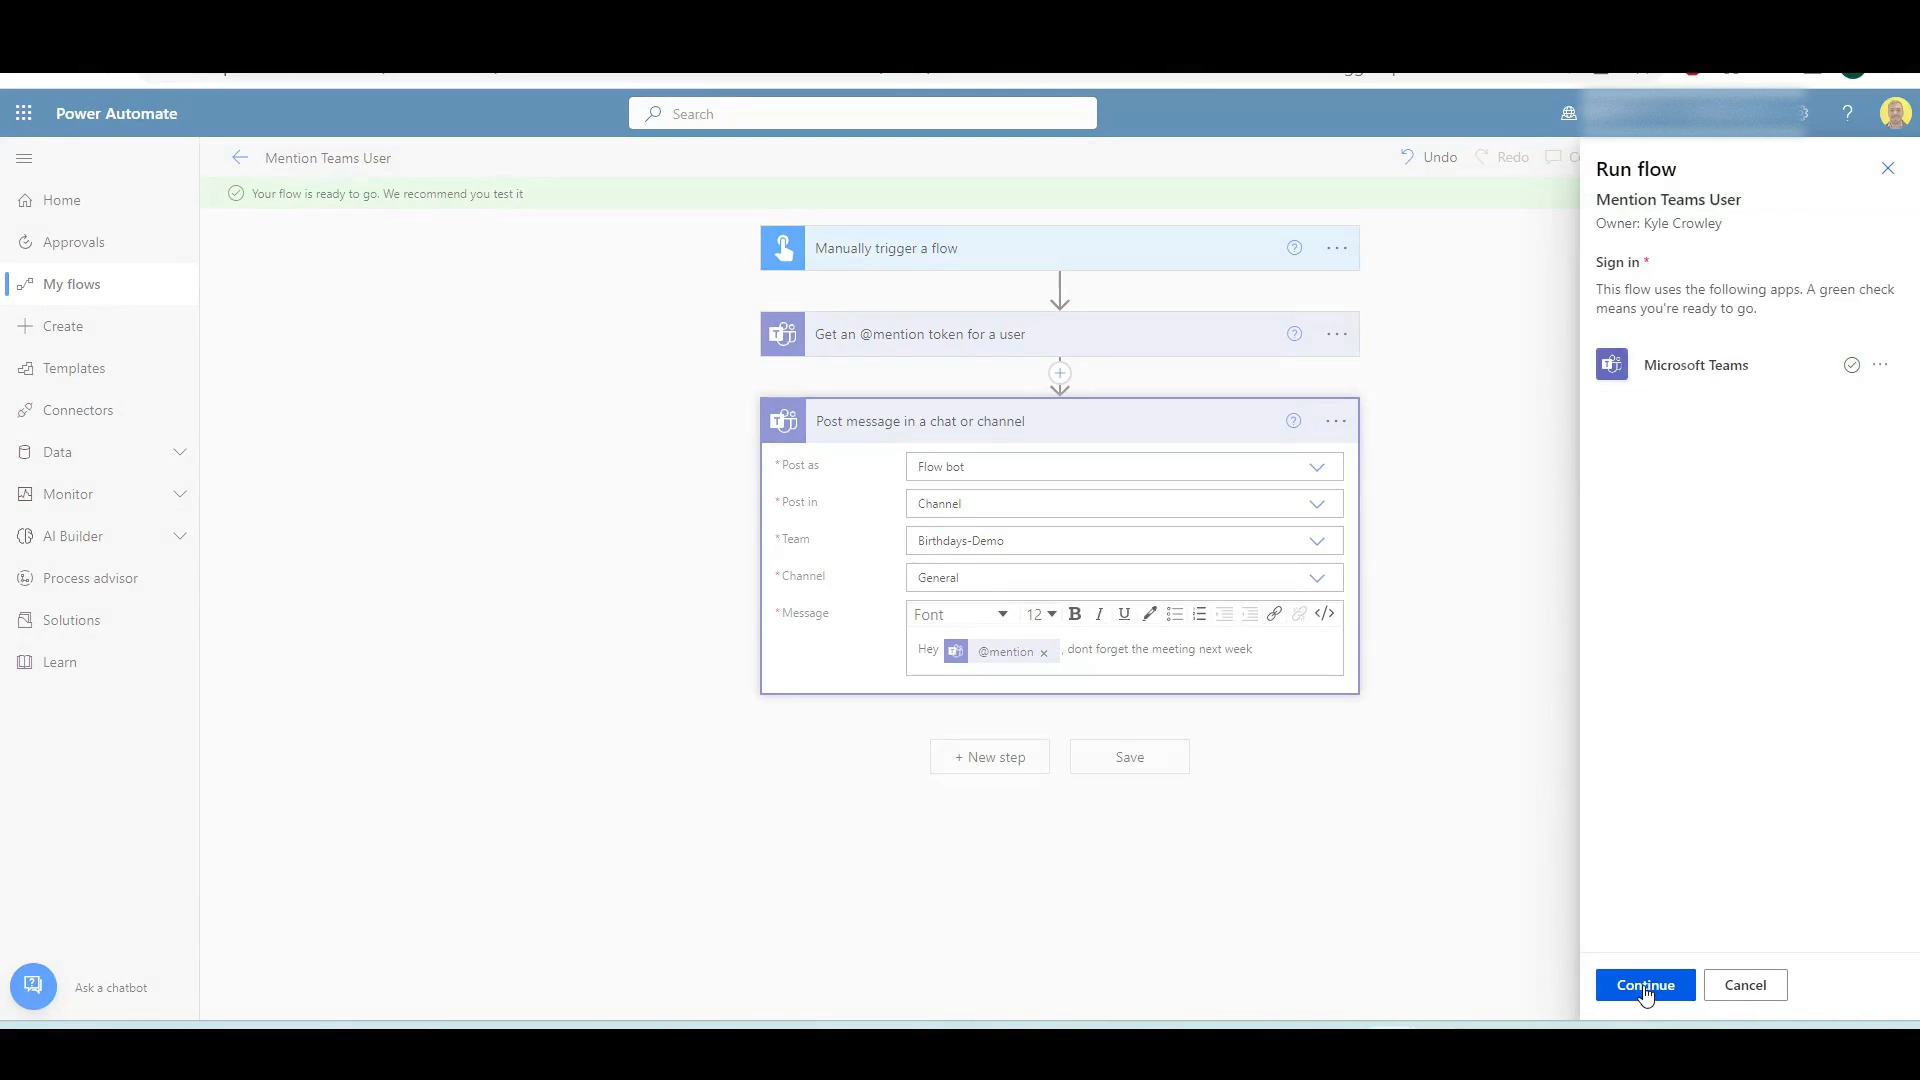 Power Automate
Search
Mention Teams User
Undo
Redo
Your flow is ready to go. We recommend you test it
Home
Approvals
My flows
Create
Templates
Connectors
Data
Monitor
AI Builder
Process advisor
Solutions
Learn
Ask a chatbot
Manually trigger a flow
Get an @mention token for a user
Post message in a chat or channel
* Post as
Flow bot
* Post in
Channel
* Team
Birthdays-Demo
* Channel
General
* Message
Font
12
Hey @mention × , dont forget the meeting next week
+ New step
Save
Run flow
Mention Teams User
Owner: Kyle Crowley
Sign in *
This flow uses the following apps. A green check
means you're ready to go.
Microsoft Teams
Continue
Cancel